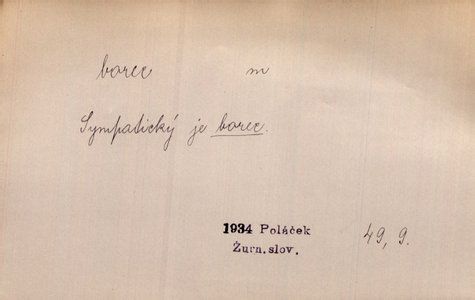 borec m
Sympatický je borec.
1934 Poláček
Žurn. slov.
49, 9.